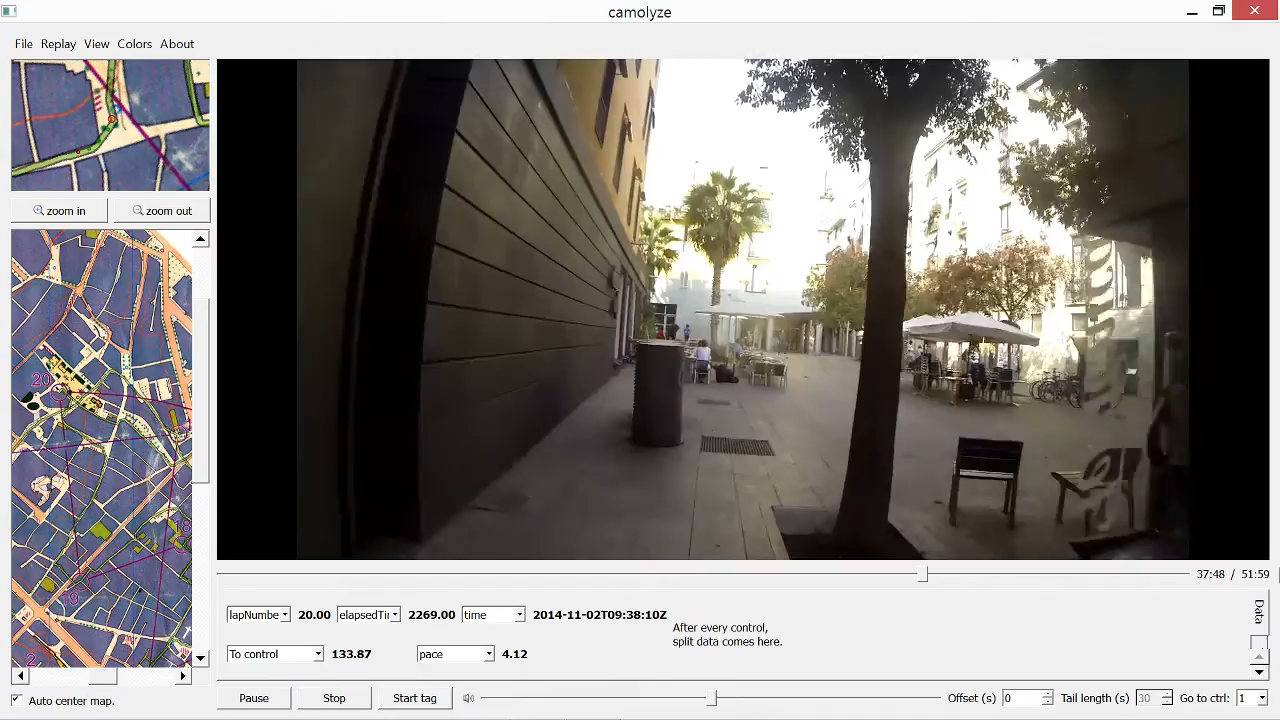 camolyze
File Replay View Colors About
zoom in zoom out
20
18
19
2
37:48 / 51:59
lapNumbe 20.00 elapsedTii 2269.00 time 2014-11-02T09:38:10Z
After every control,
split data comes here.
Data
To control 133.87 pace 4.12
Auto center map.
Pause Stop Start tag Offset (s) 0 Tail length (s) 30 Go to ctrl: 1